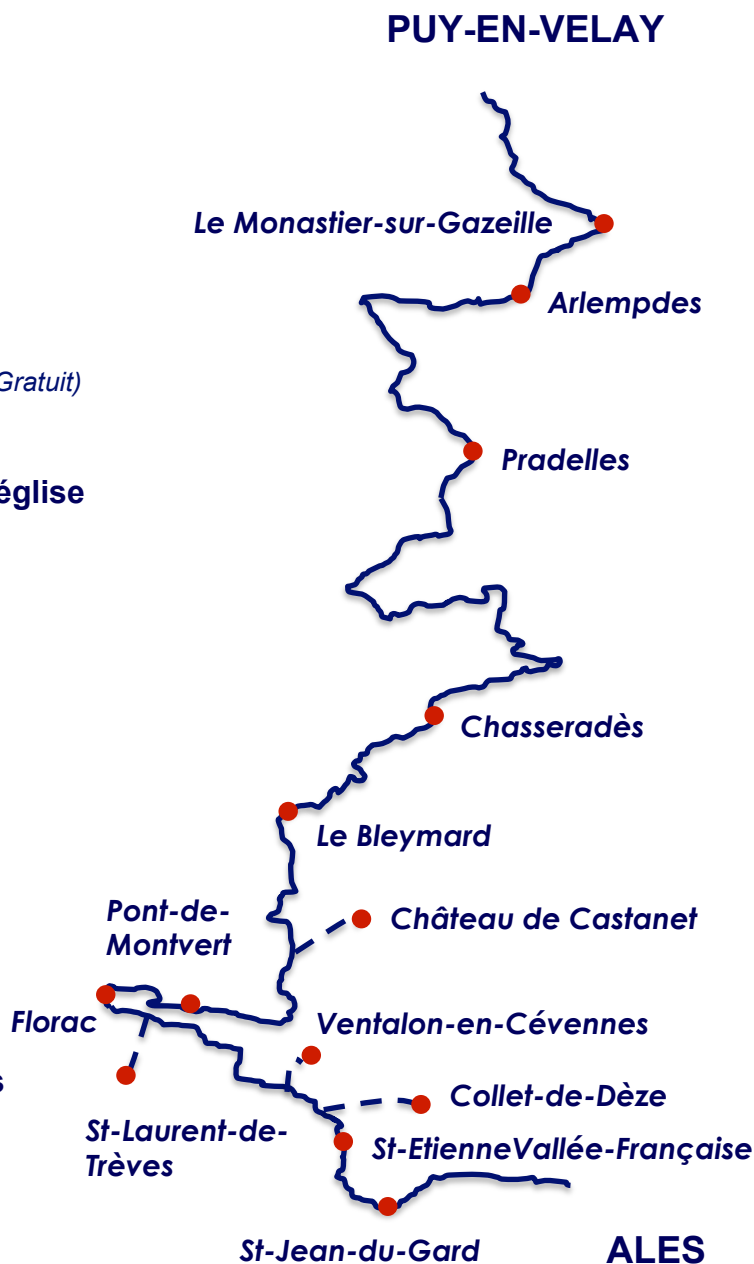 PUY-EN-VELAY
Le Monastier-sur-Gazeille
Arlempdes
Gratuit)
Pradelles
église
Chasseradès
Le Bleymard
Pont-de-
Montvert
Château de Castanet
Florac
Ventalon-en-Cévennes
s
Collet-de-Dèze
St-Laurent-de-
Trèves
St-EtienneVallée-Française
St-Jean-du-Gard
ALES